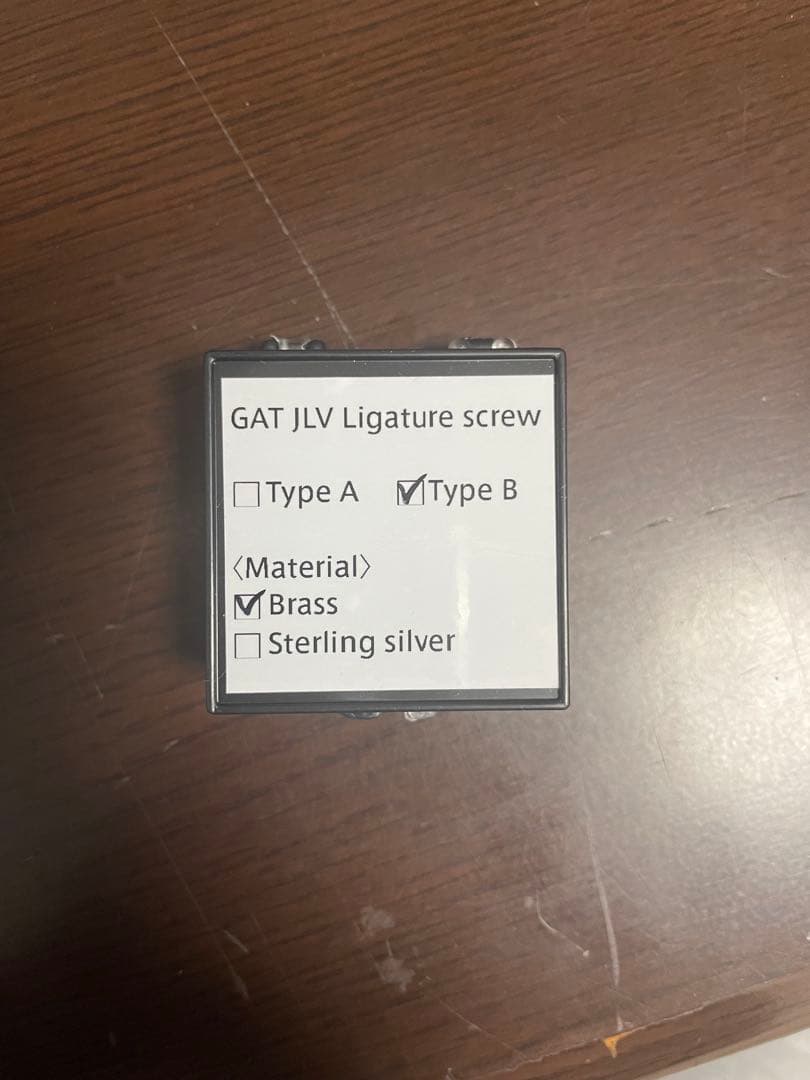 GAT JLV Ligature screw
☐ Type A ☑ Type B
〈Material〉
☑ Brass
☐ Sterling silver